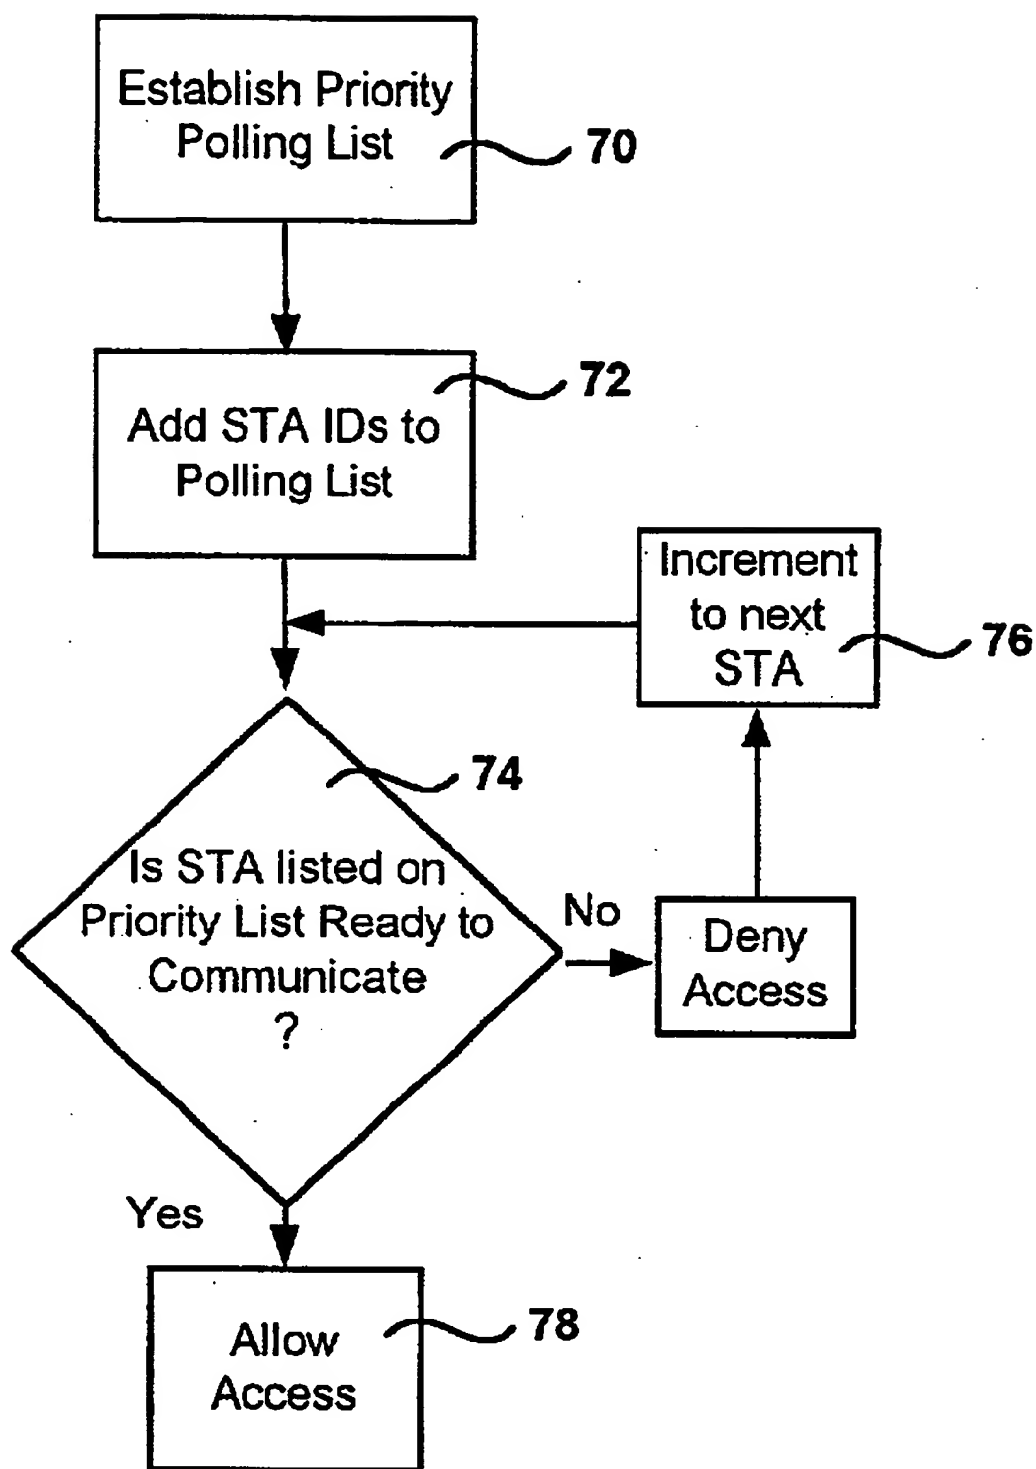 Establish Priority
Polling List
70
72
Add STA IDs to
Polling List
Increment
to next
STA
76
74
Is STA listed on
Priority List Ready to
Communicate
?
No
Deny
Access
Yes
78
Allow
Access